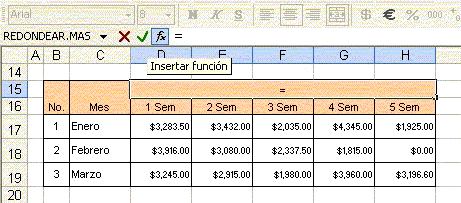 Arial 8 N K S $ € % 000
REDONDEAR.MAS =
Insertar función
A B C D E F G H
14
15 =
16 No. Mes 1 Sem 2 Sem 3 Sem 4 Sem 5 Sem
17 1 Enero $3,283.50 $3,432.00 $2,035.00 $4,345.00 $1,925.00
18 2 Febrero $3,916.00 $3,080.00 $2,337.50 $1,815.00 $0.00
19 3 Marzo $3,245.00 $2,915.00 $1,980.00 $3,960.00 $3,196.60
20